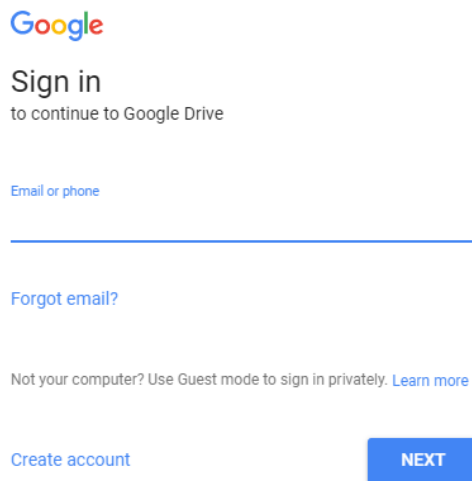 Google
Sign in
to continue to Google Drive
Email or phone
Forgot email?
Not your computer? Use Guest mode to sign in privately. Learn more
Create account
NEXT